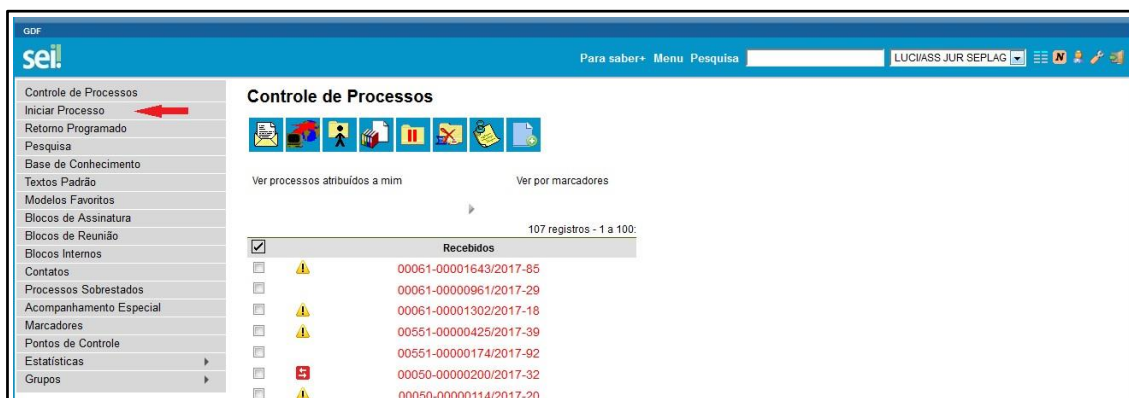 GDF
sei!
Para saber+ Menu Pesquisa LUCI/ASS JUR SEPLAG
Controle de Processos
Iniciar Processo
Retorno Programado
Pesquisa
Base de Conhecimento
Textos Padrão
Modelos Favoritos
Blocos de Assinatura
Blocos de Reunião
Blocos Internos
Contatos
Processos Sobrestados
Acompanhamento Especial
Marcadores
Pontos de Controle
Estatísticas
Grupos
Controle de Processos
Ver processos atribuídos a mim Ver por marcadores
107 registros - 1 a 100:
Recebidos
00061-00001643/2017-85
00061-00000961/2017-29
00061-00001302/2017-18
00551-00000425/2017-39
00551-00000174/2017-92
00050-00000200/2017-32
00050-00000114/2017-20